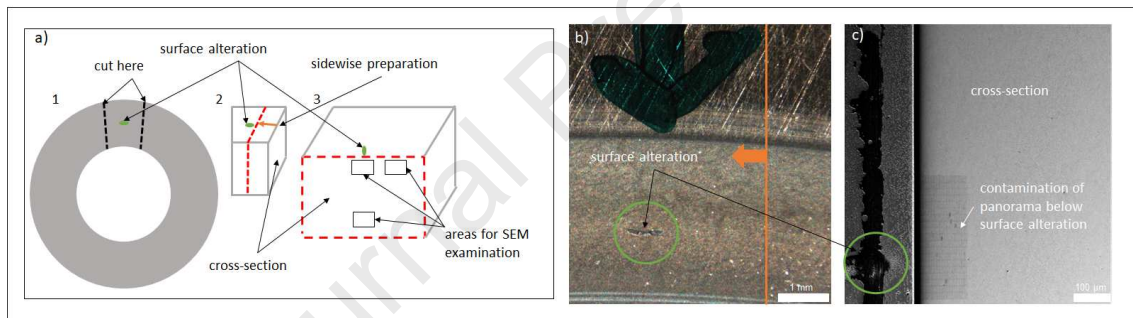 a)
surface alteration
cut here
sidewise preparation
1
2
3
areas for SEM
examination
cross-section
b)
surface alteration
1 mm
c)
cross-section
contamination of
panorama below
surface alteration
100 µm